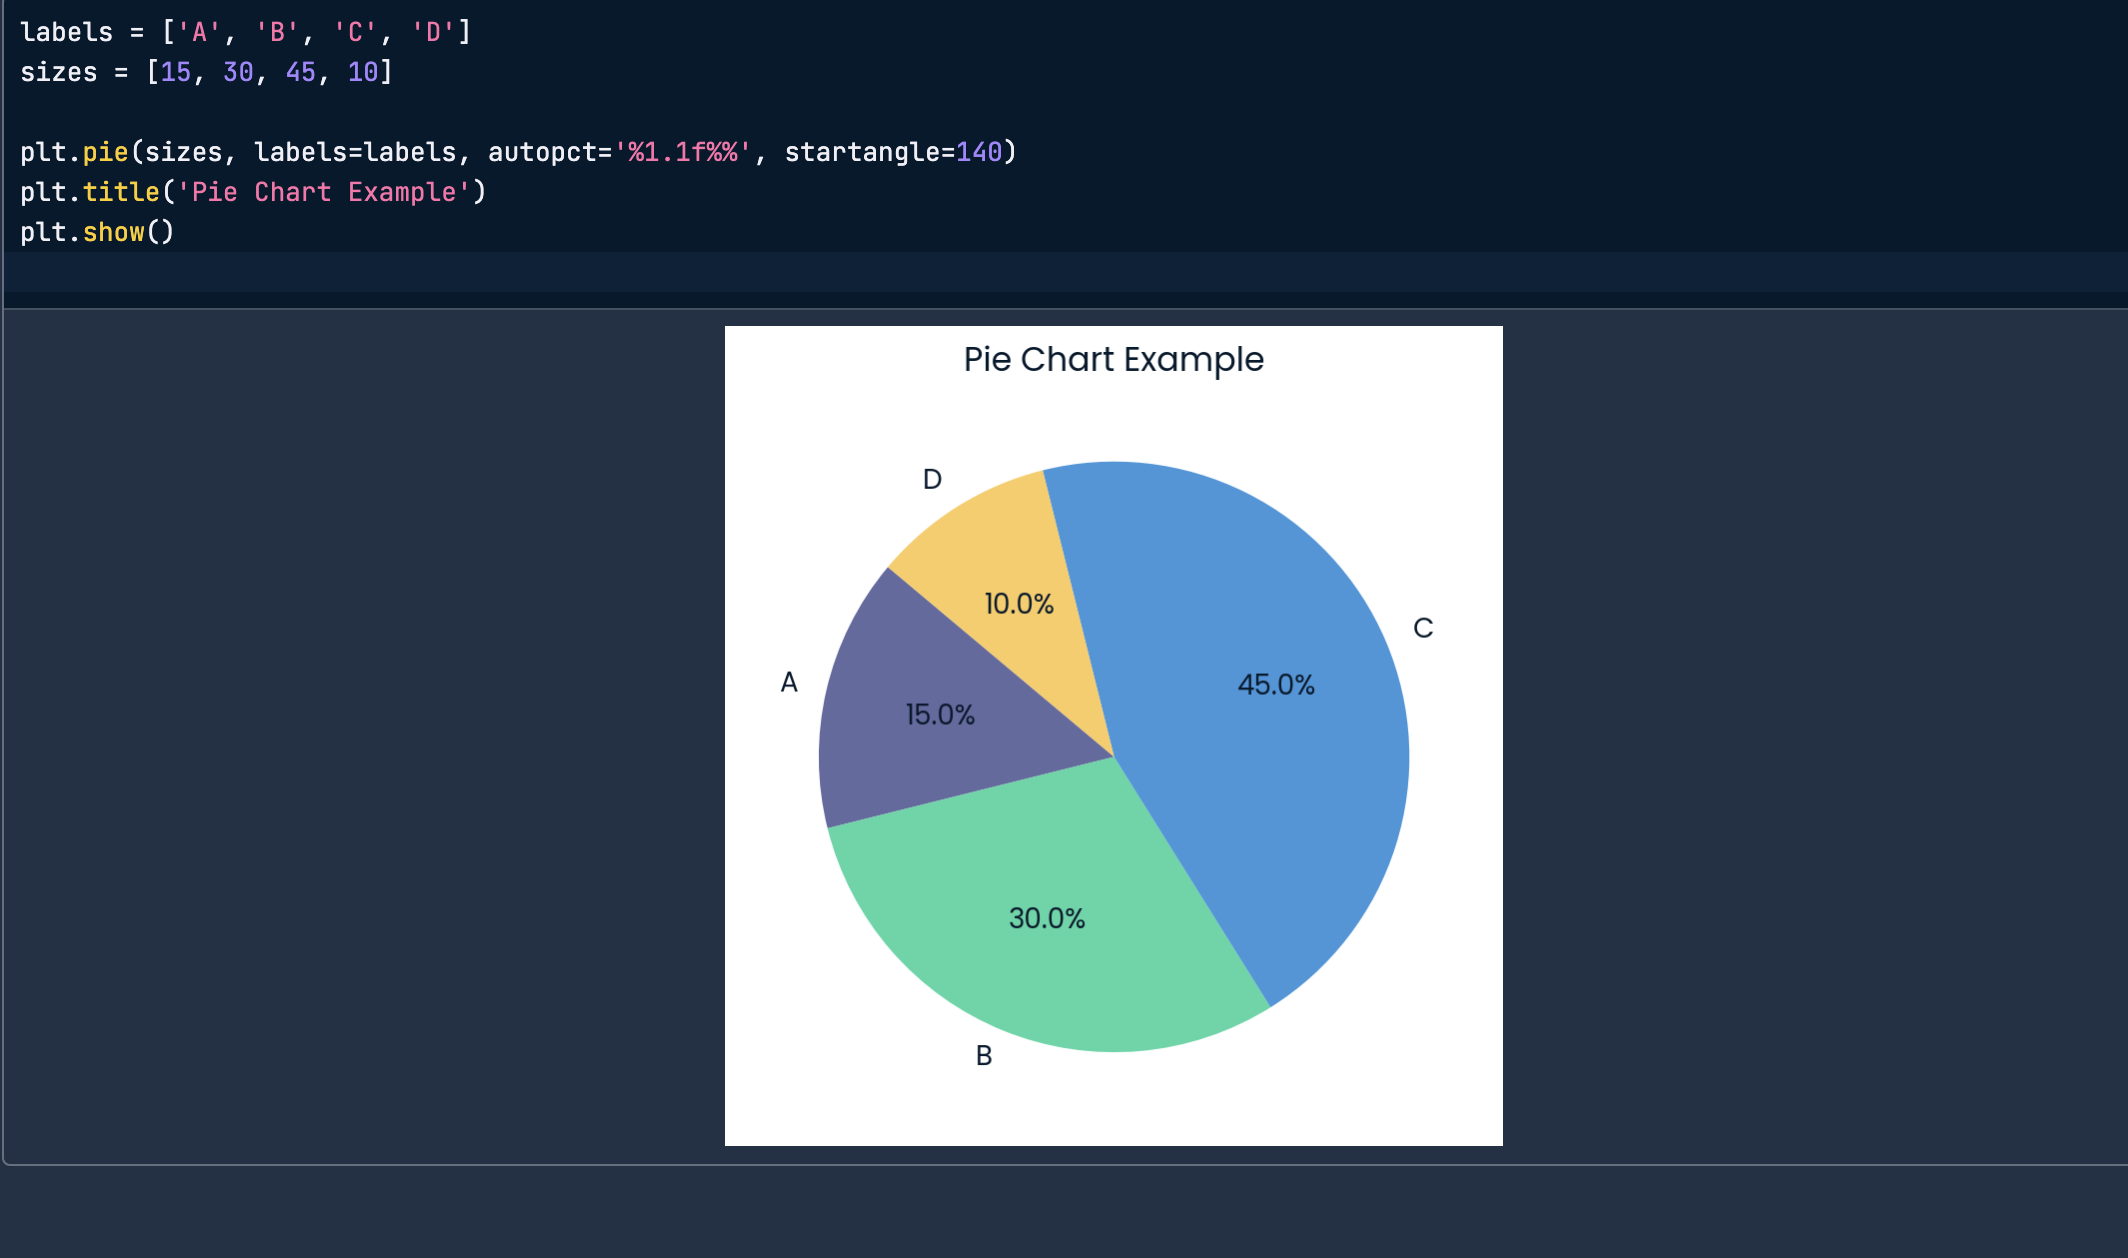 labels = ['A', 'B', 'C', 'D']
sizes = [15, 30, 45, 10]
plt.pie(sizes, labels=labels, autopct='%1.1f%%', startangle=140)
plt.title('Pie Chart Example')
plt.show()
Pie Chart Example
D
10.0%
C
45.0%
A
15.0%
30.0%
B